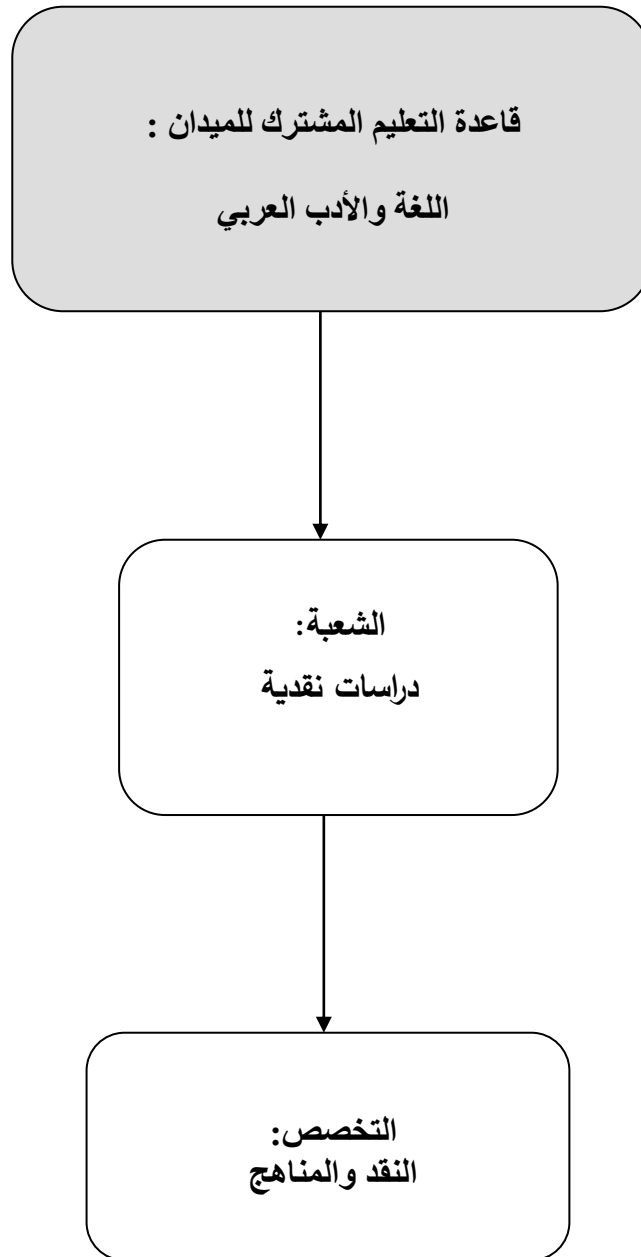 قاعدة التعليم المشترك للميدان :
اللغة والأدب العربي
الشعبة:
دراسات نقدية
التخصص:
النقد والمناهج